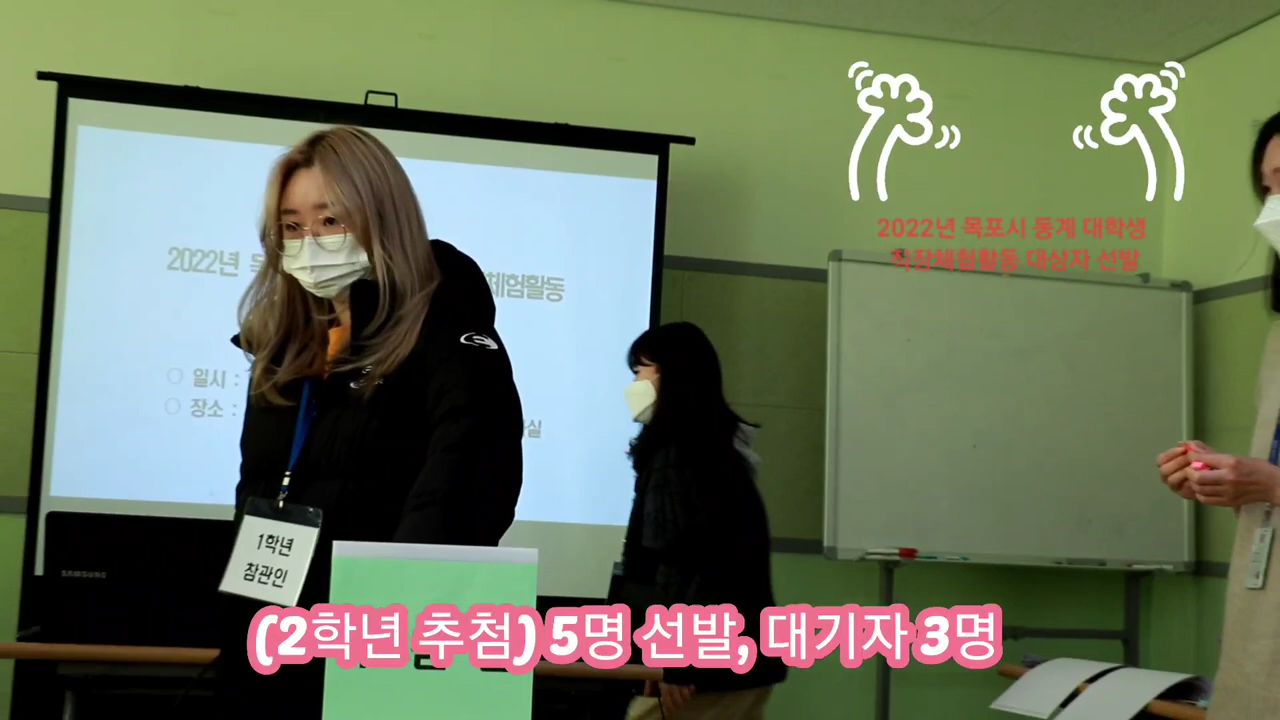 2022년 목포시 동계 대학생
직장체험활동 대상자 선발
2022년 목
체험활동
○ 일시 :
○ 장소 :
실
1학년
참관인
SAMSUNG
(2학년 추첨) 5명 선발, 대기자 3명